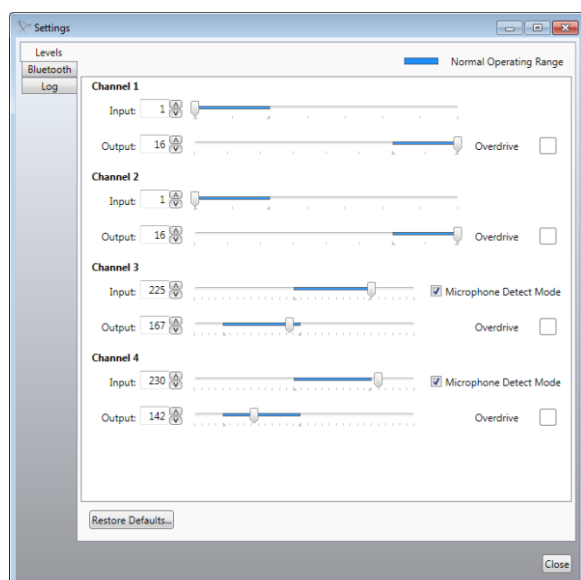 Settings
Levels
Bluetooth
Log
Normal Operating Range
Channel 1
Input: 1
Output: 16 Overdrive
Channel 2
Input: 1
Output: 16 Overdrive
Channel 3
Input: 225 Microphone Detect Mode
Output: 167 Overdrive
Channel 4
Input: 230 Microphone Detect Mode
Output: 142 Overdrive
Restore Defaults...
Close